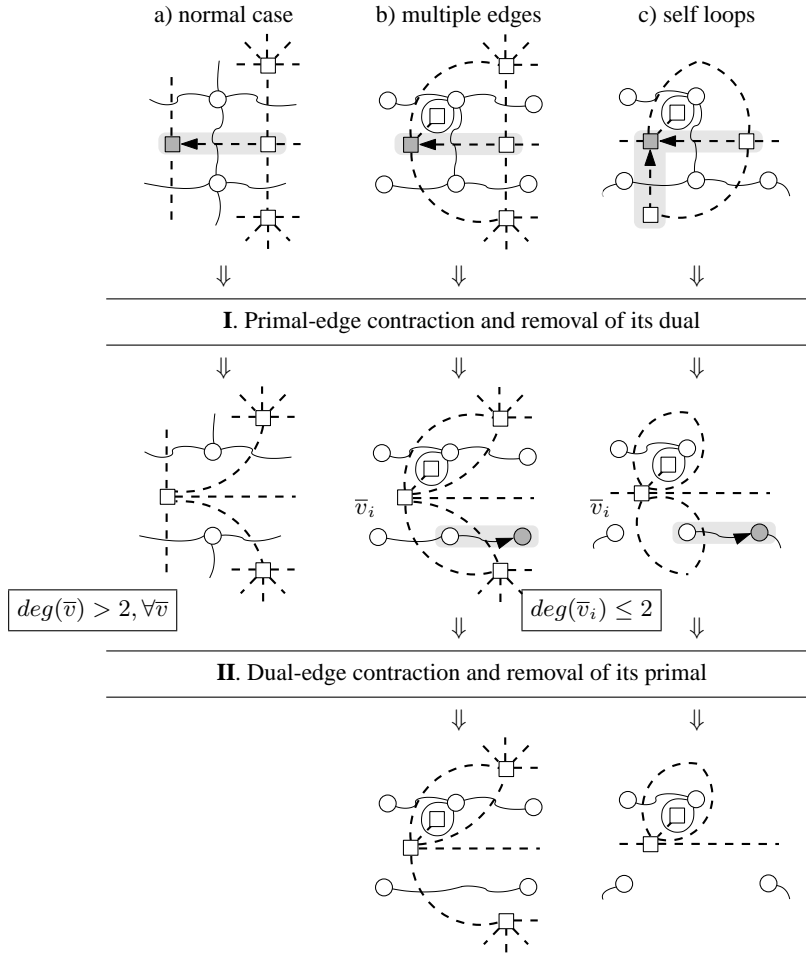 a) normal case b) multiple edges c) self loops
⇓ ⇓ ⇓
I. Primal-edge contraction and removal of its dual
⇓ ⇓ ⇓
v̅ᵢ v̅ᵢ
deg(v̅) > 2, ∀v̅ deg(v̅ᵢ) ≤ 2
⇓ ⇓
II. Dual-edge contraction and removal of its primal
⇓ ⇓